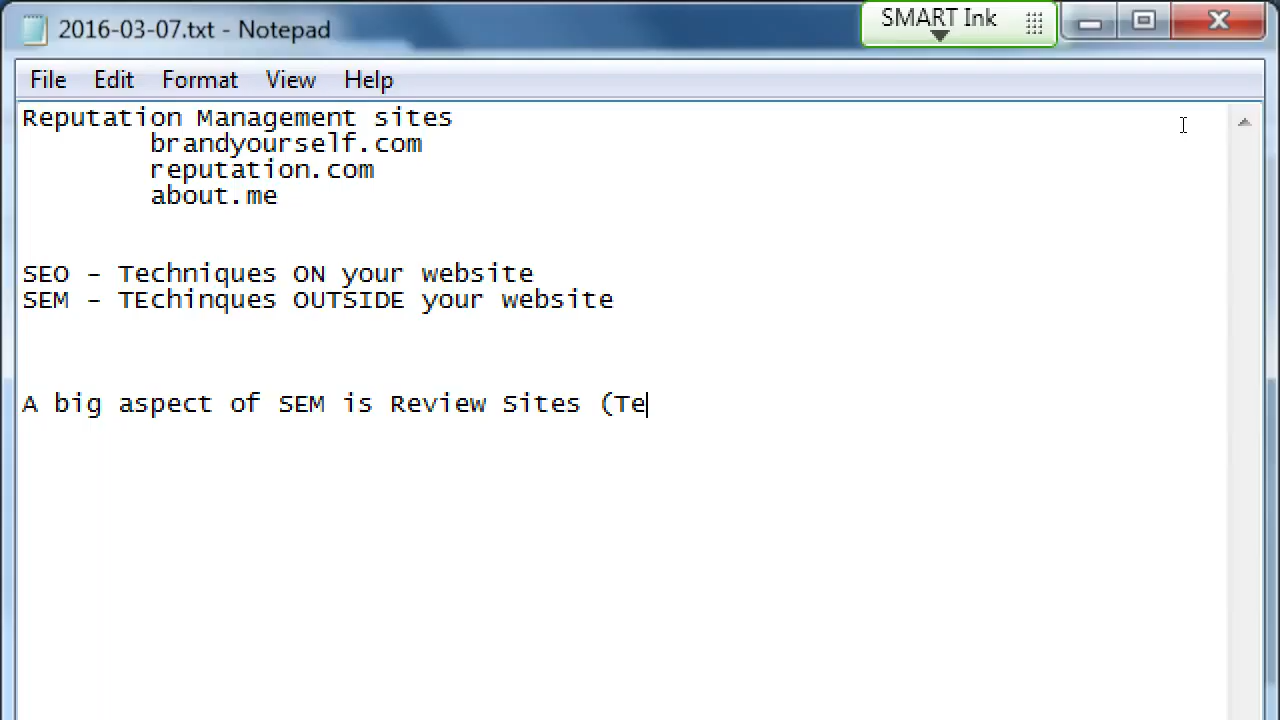 2016-03-07.txt - Notepad
SMART Ink
File Edit Format View Help
Reputation Management sites
brandyourself.com
reputation.com
about.me
SEO – Techniques ON your website
SEM – TEchinques OUTSIDE your website
A big aspect of SEM is Review Sites (Te